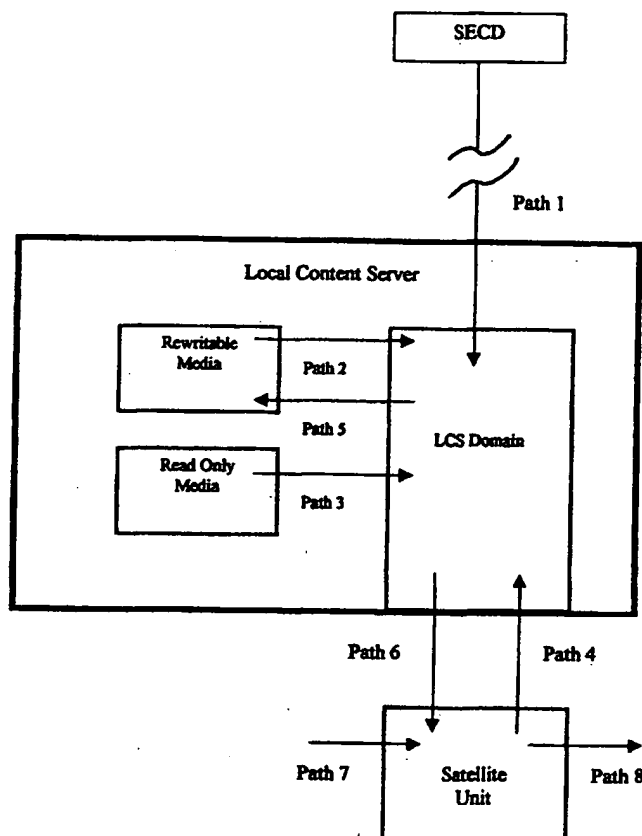 SECD
Path 1
Local Content Server
Rewritable
Media
Path 2
Path 5
LCS Domain
Read Only
Media
Path 3
Path 6
Path 4
Path 7
Satellite
Unit
Path 8